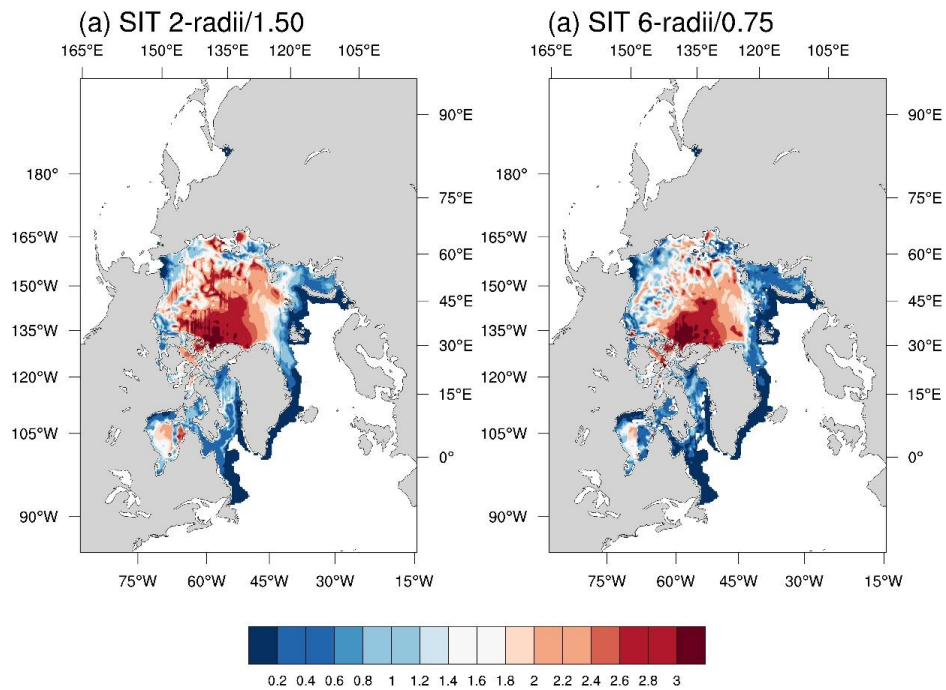 (a) SIT 2-radii/1.50 (a) SIT 6-radii/0.75
165°E 150°E 135°E 120°E 105°E 165°E 150°E 135°E 120°E 105°E
90°E 90°E
180° 180°
75°E 75°E
165°W 60°E 165°W 60°E
150°W 45°E 150°W 45°E
135°W 30°E 135°W 30°E
120°W 15°E 120°W 15°E
105°W 0° 105°W 0°
90°W 90°W
75°W 60°W 45°W 30°W 15°W 75°W 60°W 45°W 30°W 15°W
0.2 0.4 0.6 0.8 1 1.2 1.4 1.6 1.8 2 2.2 2.4 2.6 2.8 3